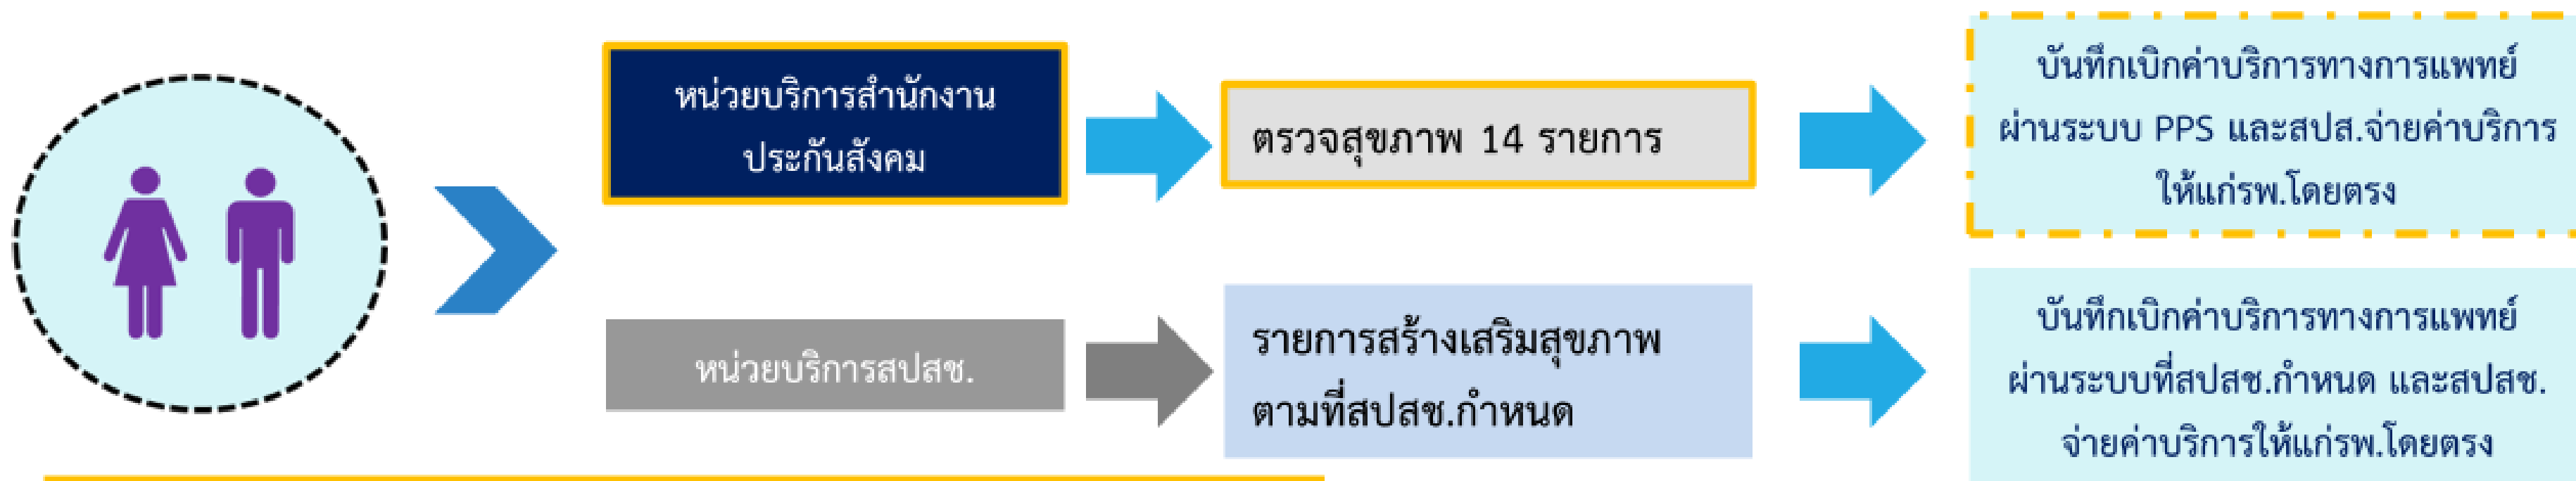 หน่วยบริการสำนักงาน
ประกันสังคม
ตรวจสุขภาพ 14 รายการ
บันทึกเบิกค่าบริการทางการแพทย์
ผ่านระบบ PPS และสปส.จ่ายค่าบริการ
ให้แก่รพ.โดยตรง
หน่วยบริการสปสช.
รายการสร้างเสริมสุขภาพ
ตามที่สปสช.กำหนด
บันทึกเบิกค่าบริการทางการแพทย์
ผ่านระบบที่สปสช.กำหนด และสปสช.
จ่ายค่าบริการให้แก่รพ.โดยตรง